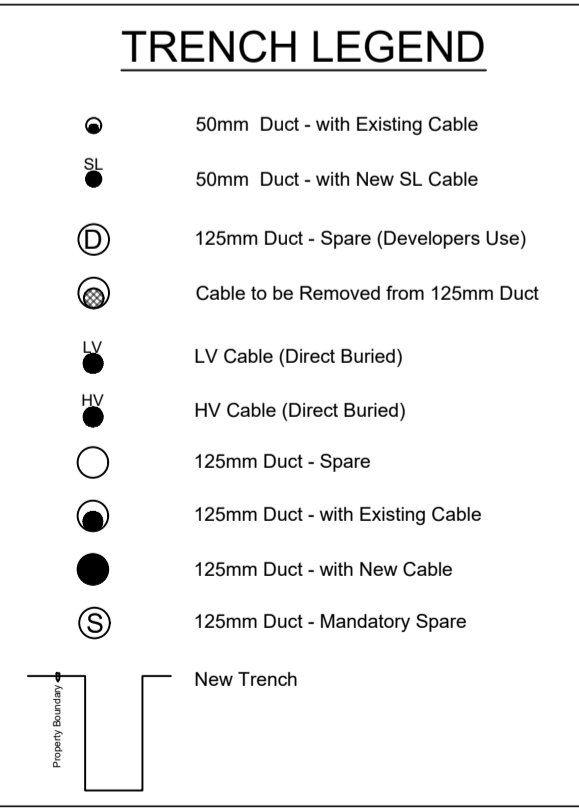 TRENCH LEGEND
50mm Duct - with Existing Cable
SL
50mm Duct - with New SL Cable
D
125mm Duct - Spare (Developers Use)
Cable to be Removed from 125mm Duct
LV
LV Cable (Direct Buried)
HV
HV Cable (Direct Buried)
125mm Duct - Spare
125mm Duct - with Existing Cable
125mm Duct - with New Cable
S
125mm Duct - Mandatory Spare
New Trench
Property Boundary